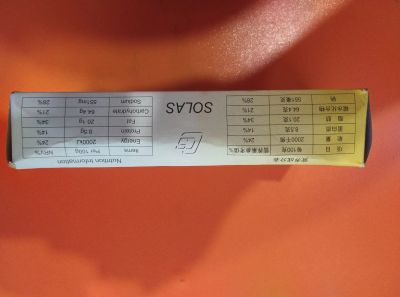 营养成分表
项目 每100克 营养素参考值%
能量 2000千焦 24%
蛋白质 8.5克 14%
脂肪 20.1克 34%
碳水化合物 64.4克 21%
钠 551毫克 28%
SOLAS
Nutrition Information
Items Per 100g NRV%
Energy 2000kJ 24%
Protein 8.5g 14%
Fat 20.1g 34%
Carbohydrate 64.4g 21%
Sodium 551mg 28%